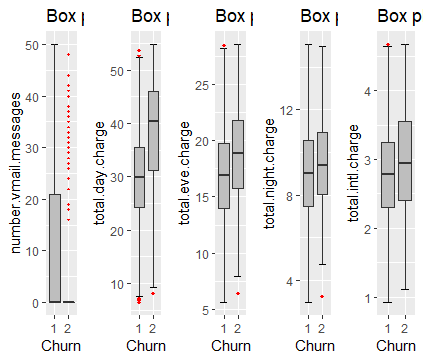 Box p
number.vmail.messages
50
40
30
20
10
0
1 2
Churn
Box p
total.day.charge
50
40
30
20
10
1 2
Churn
Box p
total.eve.charge
25
20
15
10
5
1 2
Churn
Box p
total.night.charge
12
8
4
1 2
Churn
Box p
total.intl.charge
4
3
2
1
1 2
Churn